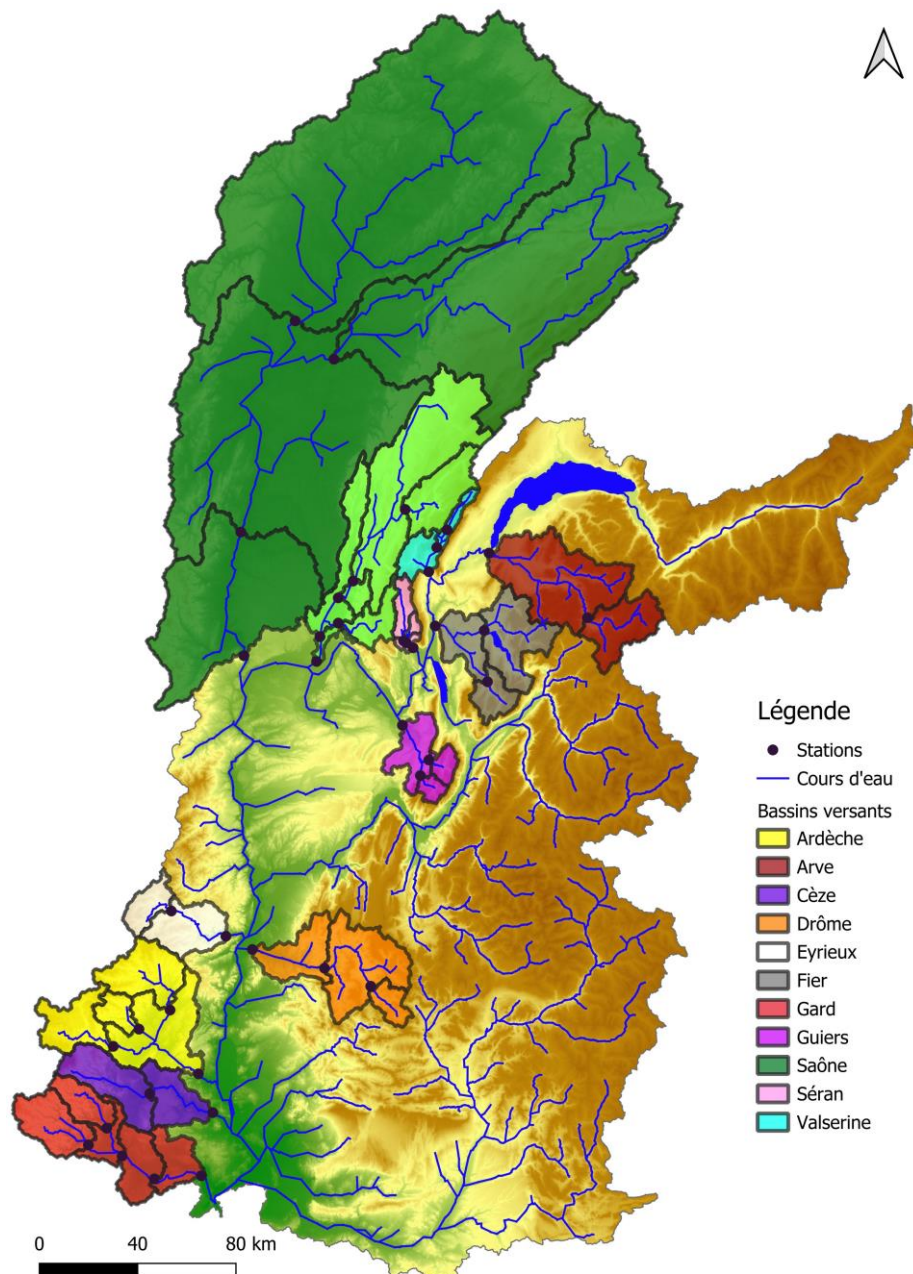 Légende
Stations
Cours d'eau
Bassins versants
Ardèche
Arve
Cèze
Drôme
Eyrieux
Fier
Gard
Guiers
Saône
Séran
Valserine
0 40 80 km